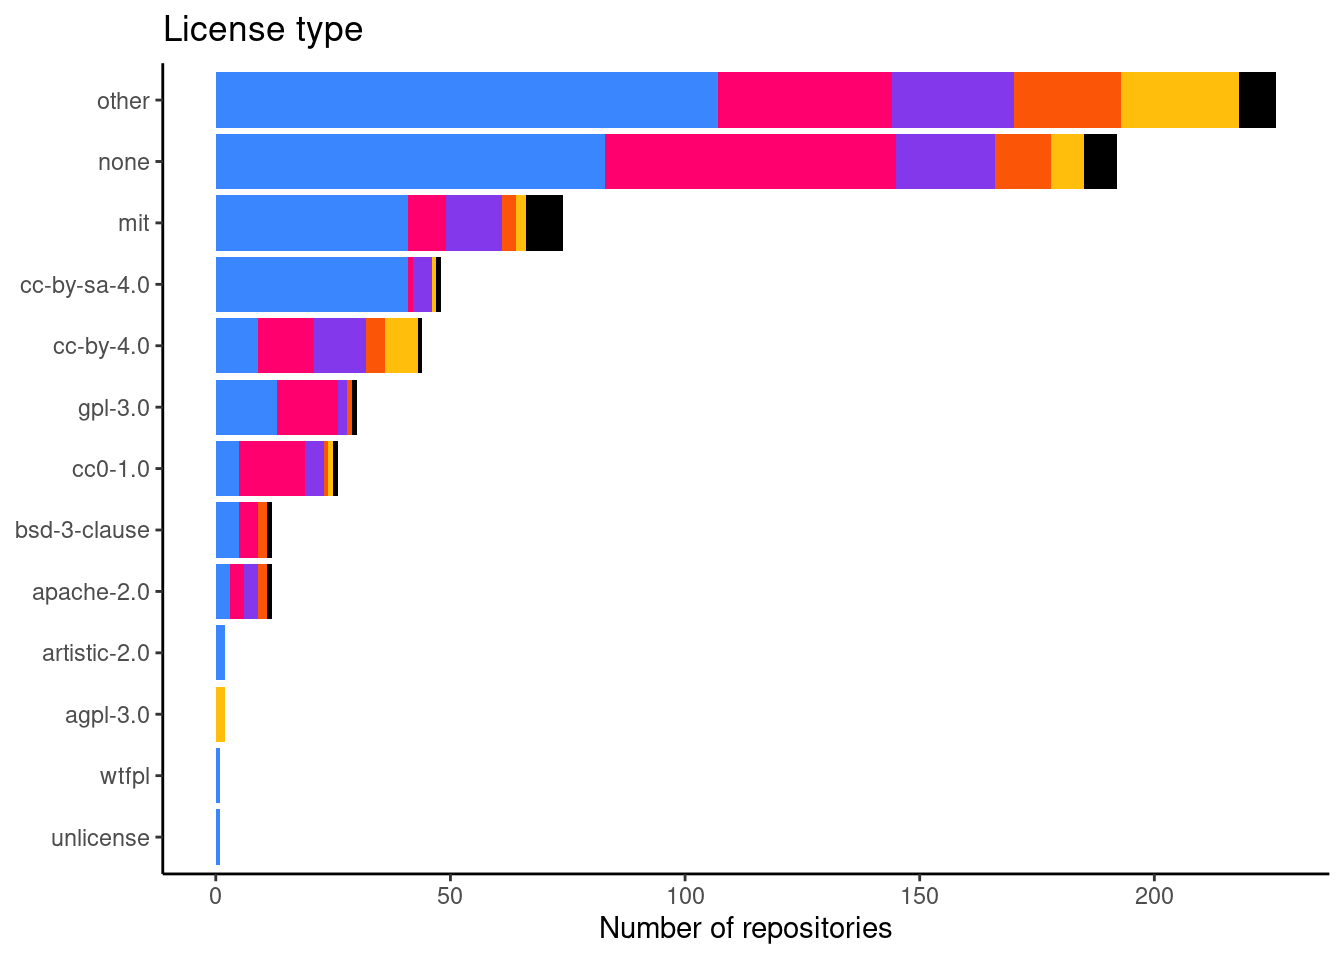 License type
other
none
mit
cc-by-sa-4.0
cc-by-4.0
gpl-3.0
cc0-1.0
bsd-3-clause
apache-2.0
artistic-2.0
agpl-3.0
wtfpl
unlicense
0 50 100 150 200
Number of repositories